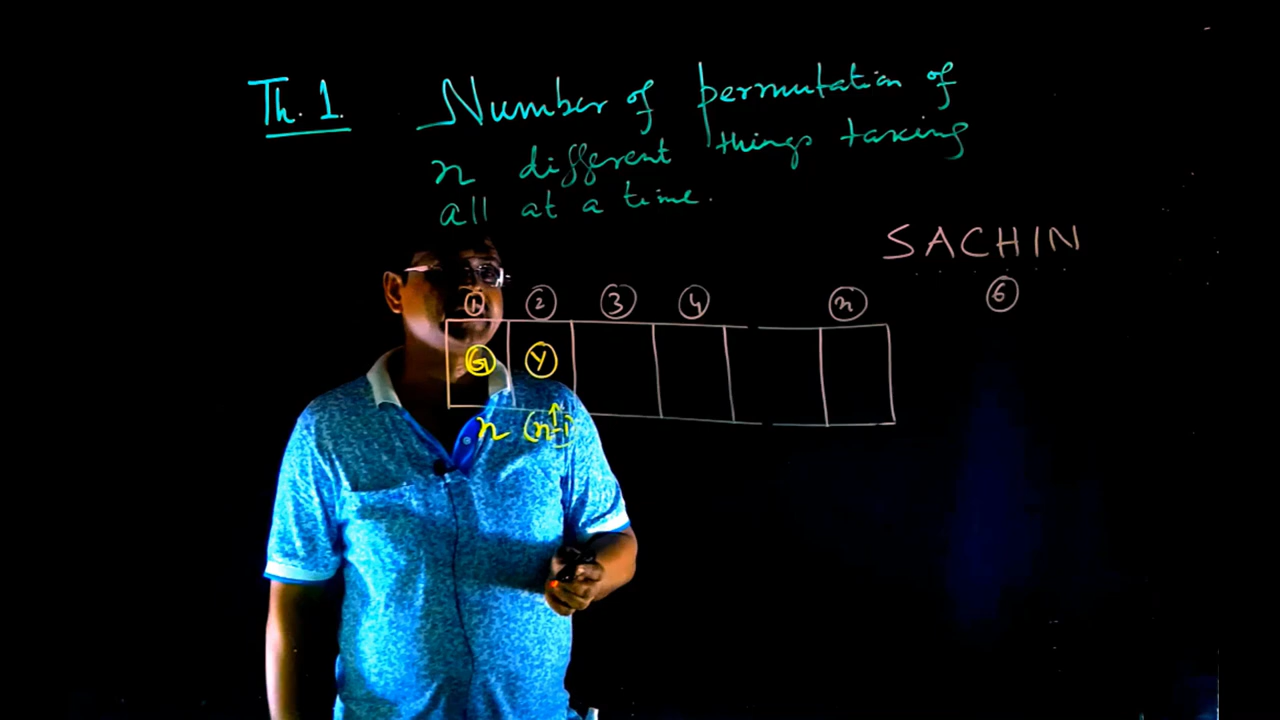 Th. 1. Number of permutation of
n different things taking
all at a time.
SACHIN
① ② ③ ④ ⓝ ⑥
G Y
n (n-1)